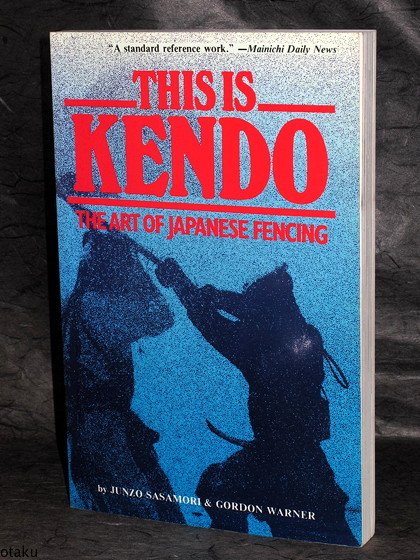 "A standard reference work." —Mainichi Daily News
THIS IS
KENDO
THE ART OF JAPANESE FENCING
by JUNZO SASAMORI & GORDON WARNER
otaku